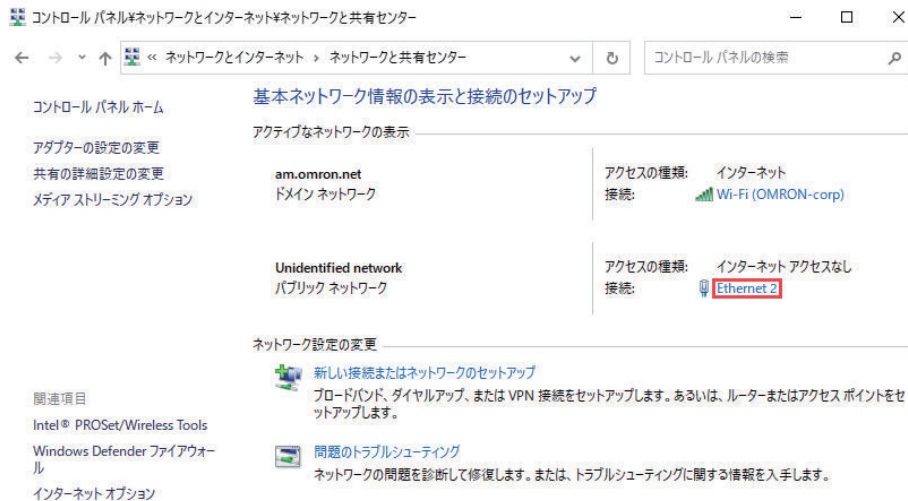 コントロール パネル¥ネットワークとインターネット¥ネットワークと共有センター
« ネットワークとインターネット › ネットワークと共有センター
コントロール パネルの検索
コントロール パネル ホーム
アダプターの設定の変更
共有の詳細設定の変更
メディア ストリーミング オプション
基本ネットワーク情報の表示と接続のセットアップ
アクティブなネットワークの表示
am.omron.net
ドメイン ネットワーク
アクセスの種類: インターネット
接続: Wi-Fi (OMRON-corp)
Unidentified network
パブリック ネットワーク
アクセスの種類: インターネット アクセスなし
接続: Ethernet 2
ネットワーク設定の変更
新しい接続またはネットワークのセットアップ
ブロードバンド、ダイヤルアップ、または VPN 接続をセットアップします。あるいは、ルーターまたはアクセス ポイントをセ
ットアップします。
問題のトラブルシューティング
ネットワークの問題を診断して修復します。または、トラブルシューティングに関する情報を入手します。
関連項目
Intel® PROSet/Wireless Tools
Windows Defender ファイアウォー
ル
インターネット オプション